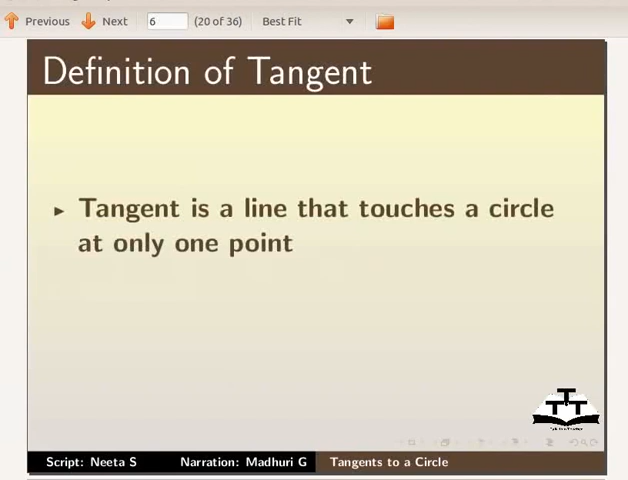 Previous Next 6 (20 of 36) Best Fit
Definition of Tangent
▸ Tangent is a line that touches a circle
at only one point
TTT
Script: Neeta S Narration: Madhuri G Tangents to a Circle